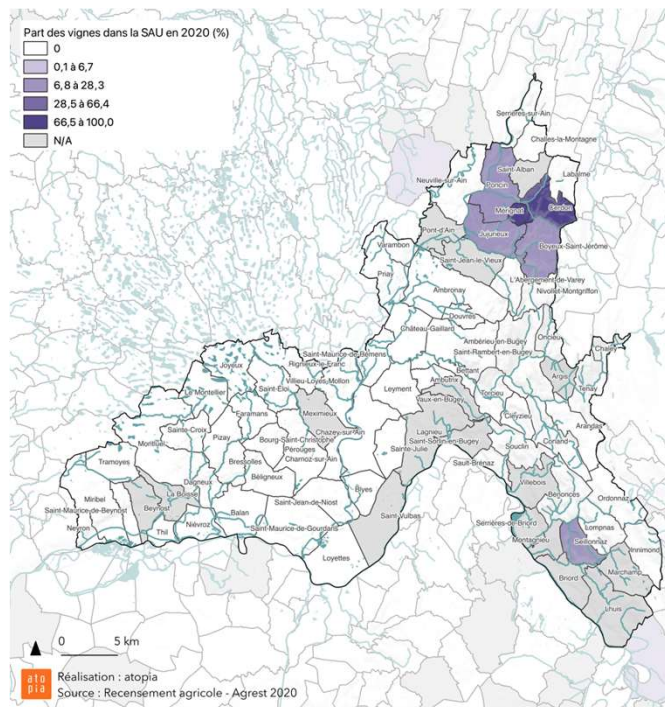 Part des vignes dans la SAU en 2020 (%)
0
0,1 à 6,7
6,8 à 28,3
28,5 à 66,4
66,5 à 100,0
N/A
Serrières-sur-Ain
Challes-la-Montagne
Saint-Alban
Labalme
Neuville-sur-Ain
Poncin
Mérignat
Cerdon
Pont-d'Ain
Jujurieux
Boyeux-Saint-Jérôme
Varambon
Saint-Jean-le-Vieux
Priay
L'Abergement-de-Varey
Nivollet-Montgriffon
Ambronay
Douvres
Château-Gaillard
Oncieu
Ambérieu-en-Bugey
Saint-Rambert-en-Bugey
Chaley
Saint-Maurice-de-Rémens
Joyeux
Rignieux-le-Franc
Bettant
Argis
Tenay
Villieu-Loyes-Mollon
Saint-Eloi
Leyment
Ambutrix
Le Montellier
Vaux-en-Bugey
Torcieu
Meximieux
Faramans
Cleyzieu
Arandas
Sainte-Croix
Chazey-sur-Ain
Lagnieu
Pizay
Bourg-Saint-Christophe
Saint-Sorlin-en-Bugey
Conand
Montluel
Pérouges
Sainte-Julie
Souclin
Tramoyes
Bressolles
Charnoz-sur-Ain
Sault-Brénaz
Dagneux
Béligneux
Blyes
Villebois
Miribel
La Boisse
Bénonces
Ordonnaz
Saint-Maurice-de-Beynost
Beynost
Saint-Jean-de-Niost
Balan
Saint-Vulbas
Serrières-de-Briord
Neyron
Thil
Niévroz
Saint-Maurice-de-Gourdans
Lompnas
Montagnieu
Seillonnaz
Innimond
Loyettes
Marchamp
Briord
Lhuis
0
5 km
ato
pia
Réalisation : atopia
Source : Recensement agricole - Agrest 2020